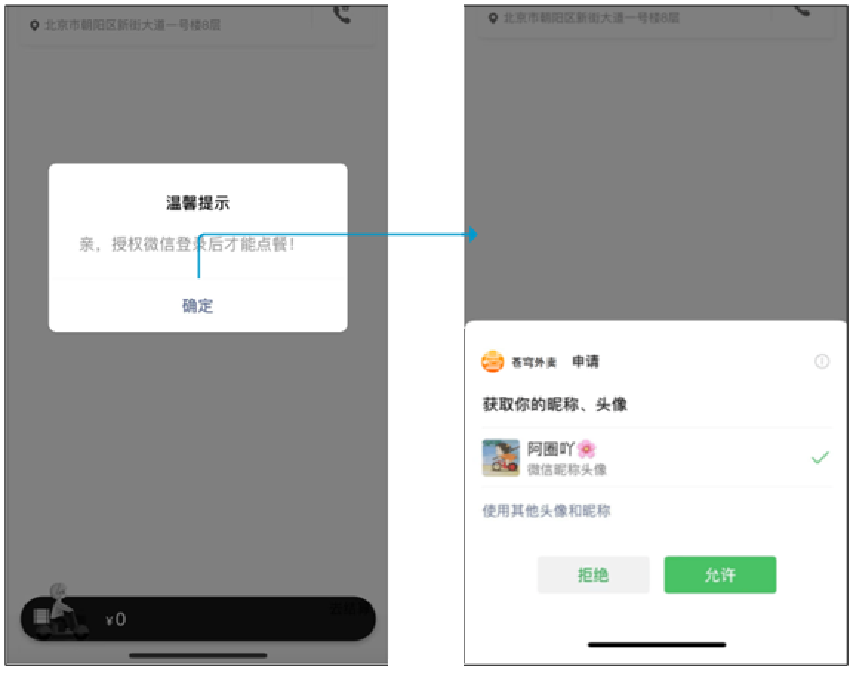 北京市朝阳区新街大道一号楼8层
温馨提示
亲，授权微信登录后才能点餐！
确定
¥0
北京市朝阳区新街大道一号楼8层
苍穹外卖 申请
获取你的昵称、头像
阿圈吖🌸
微信昵称头像
使用其他头像和昵称
拒绝 允许